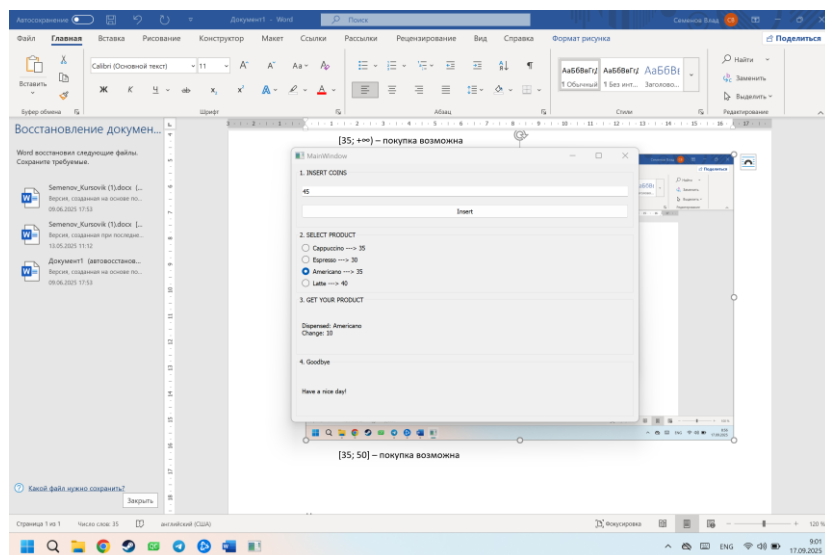 Автосохранение
Документ1 - Word
Поиск
Семенов Влад СВ
Файл Главная Вставка Рисование Конструктор Макет Ссылки Рассылки Рецензирование Вид Справка Формат рисунка Поделиться
Вставить
Calibri (Основной текст) 11
Ж К Ч
АаБбВвГг, АаБбВвГг, АаБбВ
1 Обычный 1 Без инт... Заголово...
Найти
Заменить
Выделить
Буфер обмена Шрифт Абзац Стили Редактирование
Восстановление докумен...
Word восстановил следующие файлы.
Сохраните требуемые.
Semenov_Kursovik (1).docx (...
Версия, созданная на основе по...
09.06.2025 17:53
Semenov_Kursovik (1).docx [...
Версия, созданная при последне...
13.05.2025 11:12
Документ1 (автовосстанов...
Версия, созданная на основе по...
09.06.2025 17:53
Какой файл нужно сохранить?
Закрыть
[35; +∞) – покупка возможна
MainWindow
1. INSERT COINS
45
Insert
2. SELECT PRODUCT
Cappuccino ---> 35
Espresso ---> 30
Americano ---> 35
Latte ---> 40
3. GET YOUR PRODUCT
Dispensed: Americano
Change: 10
4. Goodbye
Have a nice day!
[35; 50] – покупка возможна
Страница 1 из 1 Число слов: 35 английский (США) Фокусировка 120 %
ENG 9:01
17.09.2025